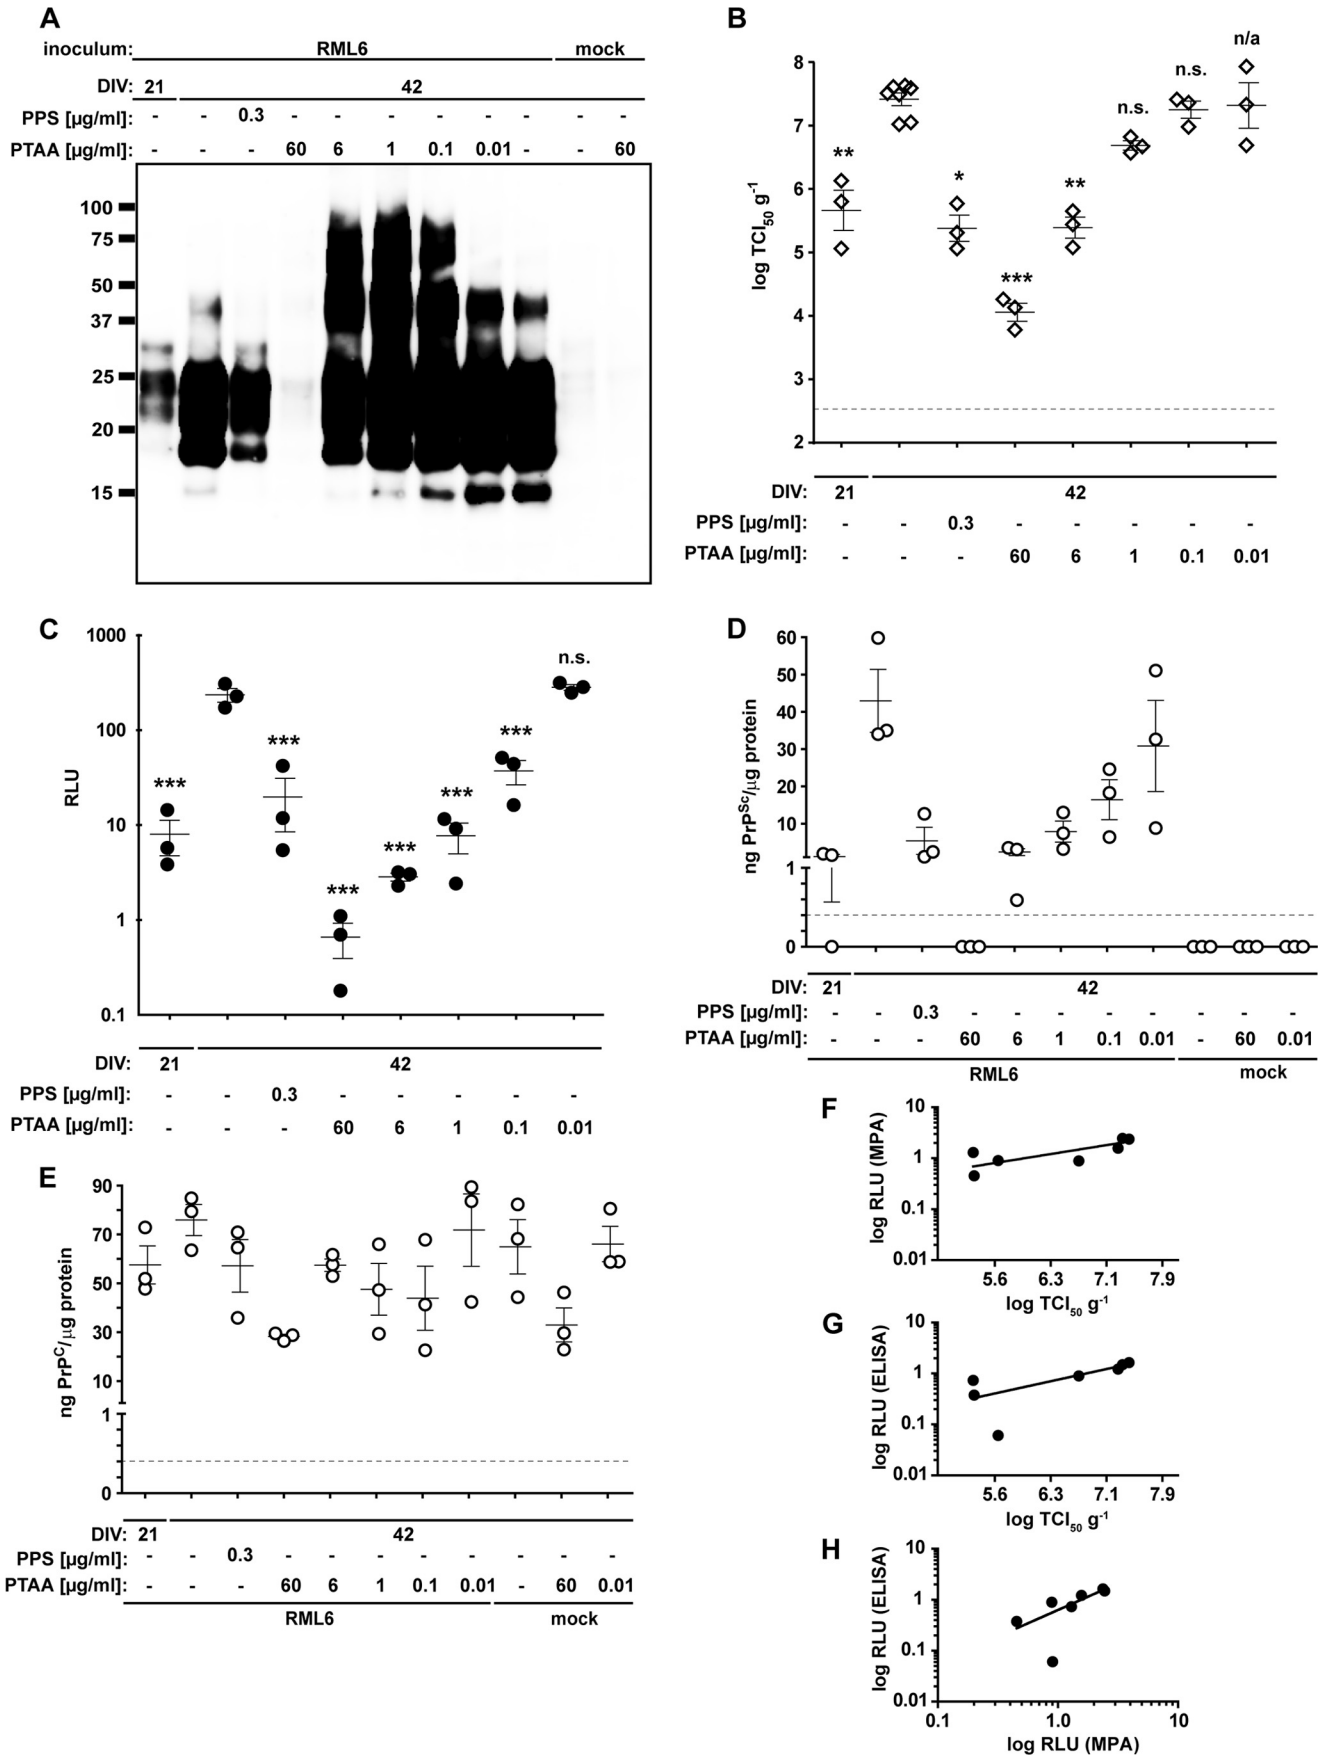 A
inoculum: RML6 mock
DIV: 21 42
PPS [µg/ml]: - - 0.3 - - - - - - - -
PTAA [µg/ml]: - - - 60 6 1 0.1 0.01 - - 60
100
75
50
37
25
20
15
B
log TCI50 g-1
8
7
6
5
4
3
2
** * *** ** n.s. n.s. n/a
DIV: 21 42
PPS [µg/ml]: - - 0.3 - - - - -
PTAA [µg/ml]: - - - 60 6 1 0.1 0.01
C
RLU
1000
100
10
1
0.1
*** *** *** *** *** *** n.s.
DIV: 21 42
PPS [µg/ml]: - - 0.3 - - - - -
PTAA [µg/ml]: - - - 60 6 1 0.1 0.01
D
ng PrPSc/µg protein
60
50
40
30
20
10
1
0
DIV: 21 42
PPS [µg/ml]: - - 0.3 - - - - - - - -
PTAA [µg/ml]: - - - 60 6 1 0.1 0.01 - 60 0.01
RML6 mock
E
ng PrPC/µg protein
90
70
50
30
10
1
0
DIV: 21 42
PPS [µg/ml]: - - 0.3 - - - - - - - -
PTAA [µg/ml]: - - - 60 6 1 0.1 0.01 - 60 0.01
RML6 mock
F
log RLU (MPA)
10
1
0.1
0.01
5.6 6.3 7.1 7.9
log TCI50 g-1
G
log RLU (ELISA)
10
1
0.1
0.01
5.6 6.3 7.1 7.9
log TCI50 g-1
H
log RLU (ELISA)
10
1
0.1
0.01
0.1 1.0 10
log RLU (MPA)